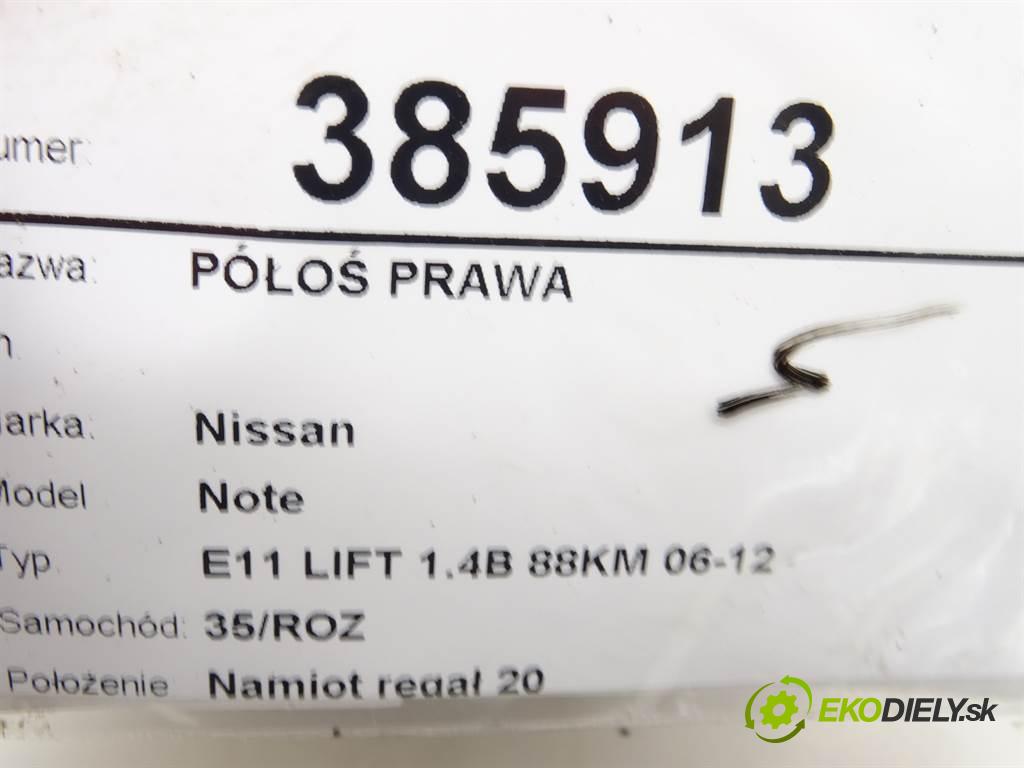 umer: 385913
azwa: PÓŁOŚ PRAWA
n
arka: Nissan
Model Note
Typ. E11 LIFT 1.4B 88KM 06-12
Samochód: 35/ROZ
Położenie Namiot regał 20
EKODIELY.sk